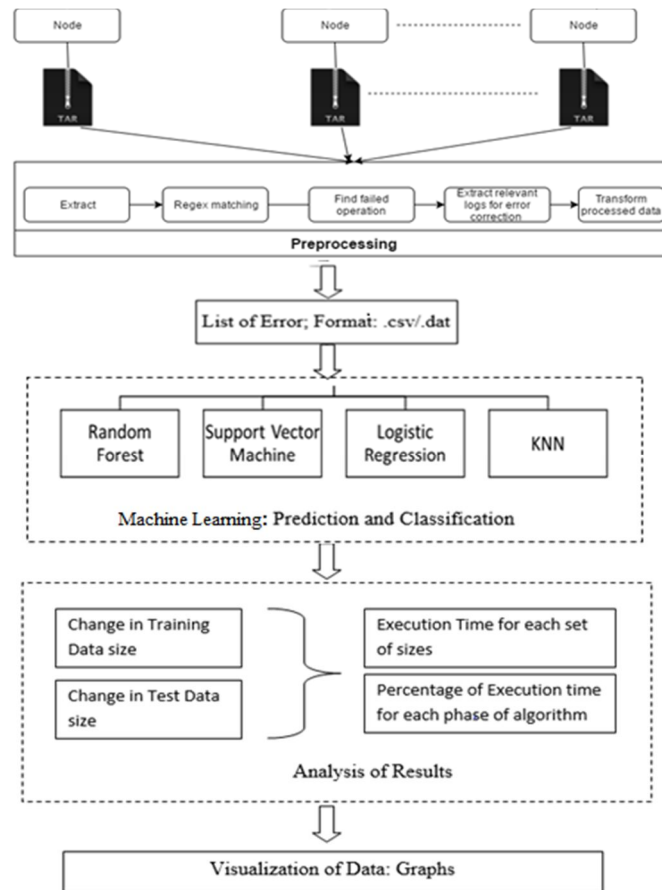 Node
Node
Node
TAR
TAR
TAR
Extract
Regex matching
Find failed
operation
Extract relevant
logs for error
correction
Transform
processed data
Preprocessing
List of Error; Format: .csv/.dat
Random
Forest
Support Vector
Machine
Logistic
Regression
KNN
Machine Learning: Prediction and Classification
Change in Training
Data size
Change in Test Data
size
Execution Time for each set
of sizes
Percentage of Execution time
for each phase of algorithm
Analysis of Results
Visualization of Data: Graphs